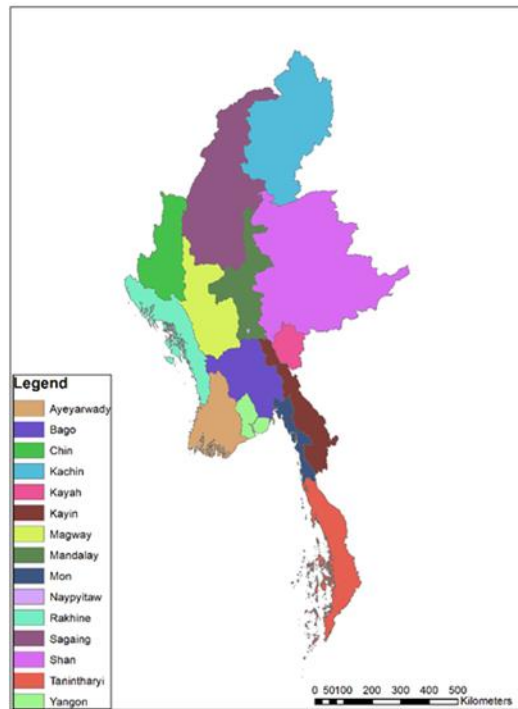 Legend
Ayeyarwady
Bago
Chin
Kachin
Kayah
Kayin
Magway
Mandalay
Mon
Naypyitaw
Rakhine
Sagaing
Shan
Tanintharyi
Yangon
0 50100 200 300 400 500
Kilometers